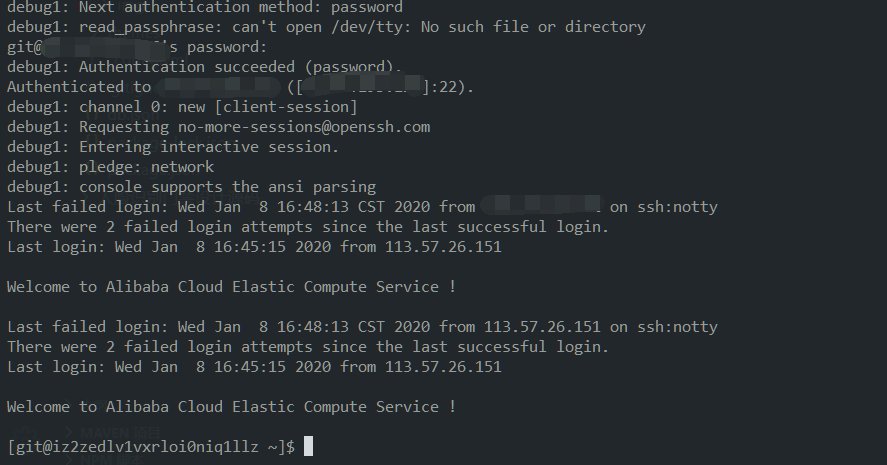 debug1: Next authentication method: password
debug1: read_passphrase: can't open /dev/tty: No such file or directory
git@ 's password:
debug1: Authentication succeeded (password).
Authenticated to ([ ]:22).
debug1: channel 0: new [client-session]
debug1: Requesting no-more-sessions@openssh.com
debug1: Entering interactive session.
debug1: pledge: network
debug1: console supports the ansi parsing
Last failed login: Wed Jan  8 16:48:13 CST 2020 from on ssh:notty
There were 2 failed login attempts since the last successful login.
Last login: Wed Jan  8 16:45:15 2020 from 113.57.26.151
Welcome to Alibaba Cloud Elastic Compute Service !
Last failed login: Wed Jan  8 16:48:13 CST 2020 from 113.57.26.151 on ssh:notty
There were 2 failed login attempts since the last successful login.
Last login: Wed Jan  8 16:45:15 2020 from 113.57.26.151
Welcome to Alibaba Cloud Elastic Compute Service !
[git@iz2zedlv1vxrloi0niq1llz ~]$